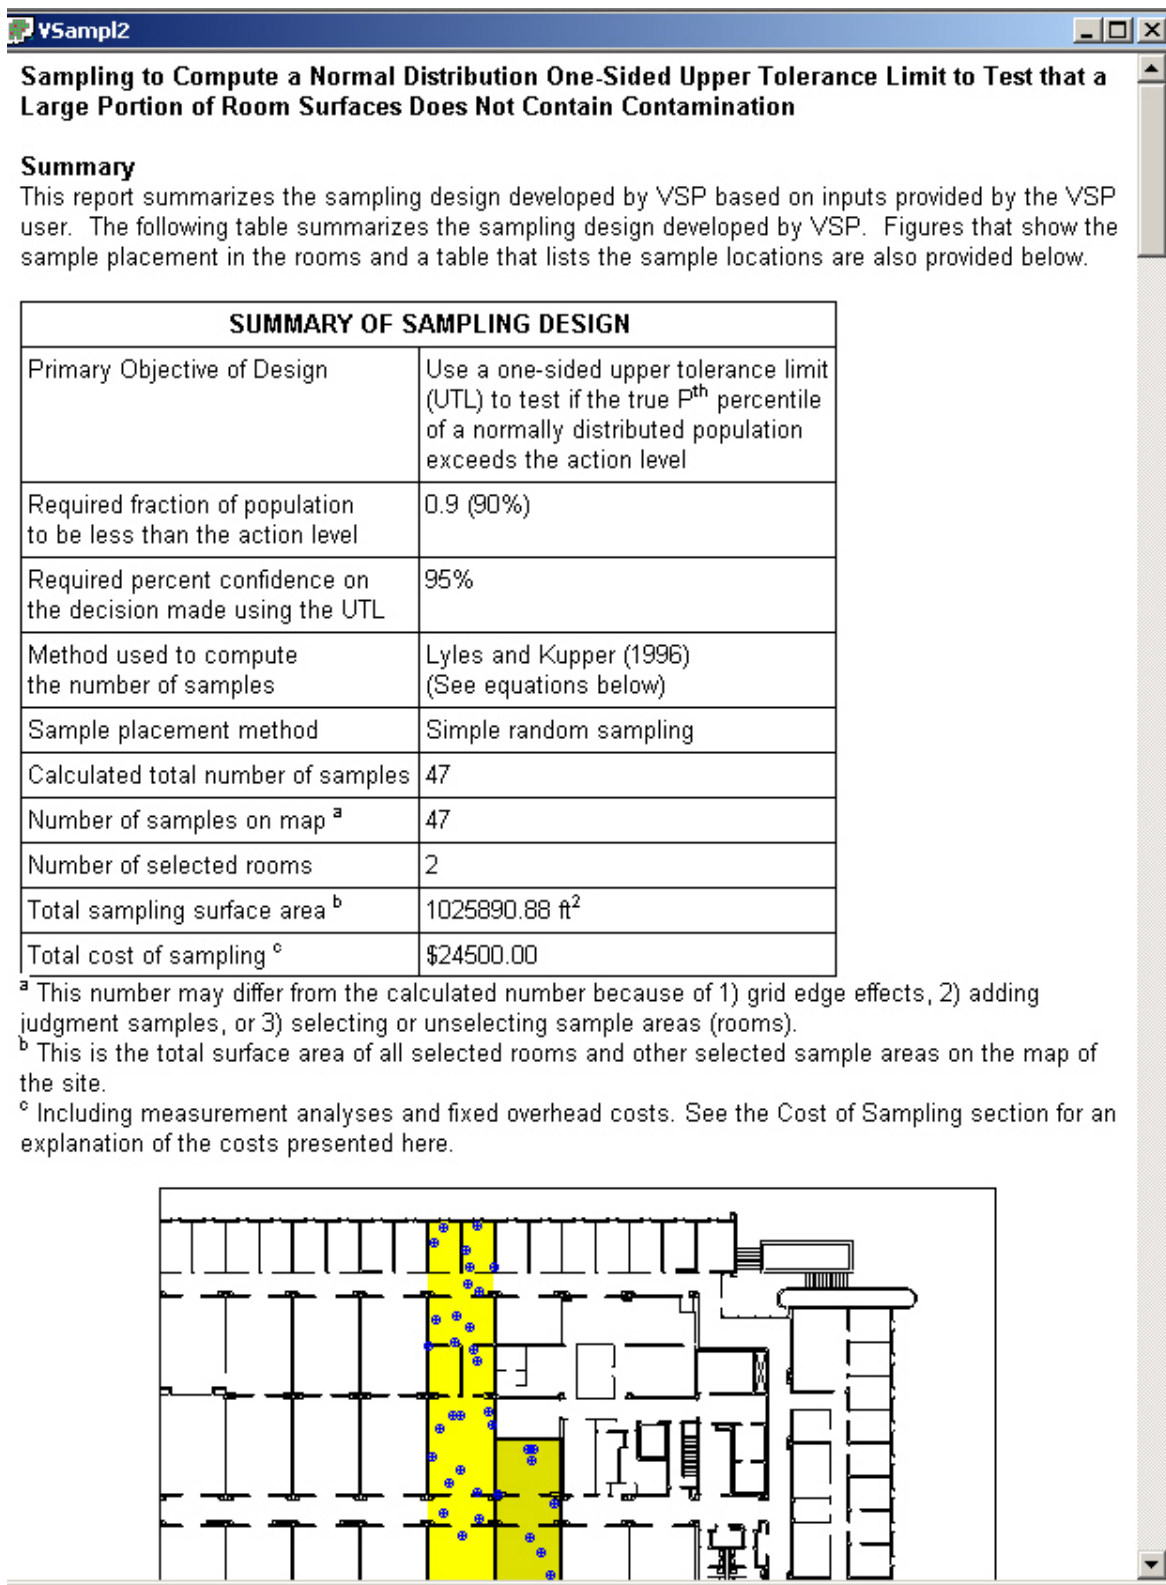 VSampl2
Sampling to Compute a Normal Distribution One-Sided Upper Tolerance Limit to Test that a
Large Portion of Room Surfaces Does Not Contain Contamination
Summary
This report summarizes the sampling design developed by VSP based on inputs provided by the VSP
user. The following table summarizes the sampling design developed by VSP. Figures that show the
sample placement in the rooms and a table that lists the sample locations are also provided below.
SUMMARY OF SAMPLING DESIGN
Primary Objective of Design
Use a one-sided upper tolerance limit
(UTL) to test if the true Pth percentile
of a normally distributed population
exceeds the action level
Required fraction of population
to be less than the action level
0.9 (90%)
Required percent confidence on
the decision made using the UTL
95%
Method used to compute
the number of samples
Lyles and Kupper (1996)
(See equations below)
Sample placement method
Simple random sampling
Calculated total number of samples
47
Number of samples on map a
47
Number of selected rooms
2
Total sampling surface area b
1025890.88 ft2
Total cost of sampling c
$24500.00
a This number may differ from the calculated number because of 1) grid edge effects, 2) adding
judgment samples, or 3) selecting or unselecting sample areas (rooms).
b This is the total surface area of all selected rooms and other selected sample areas on the map of
the site.
c Including measurement analyses and fixed overhead costs. See the Cost of Sampling section for an
explanation of the costs presented here.